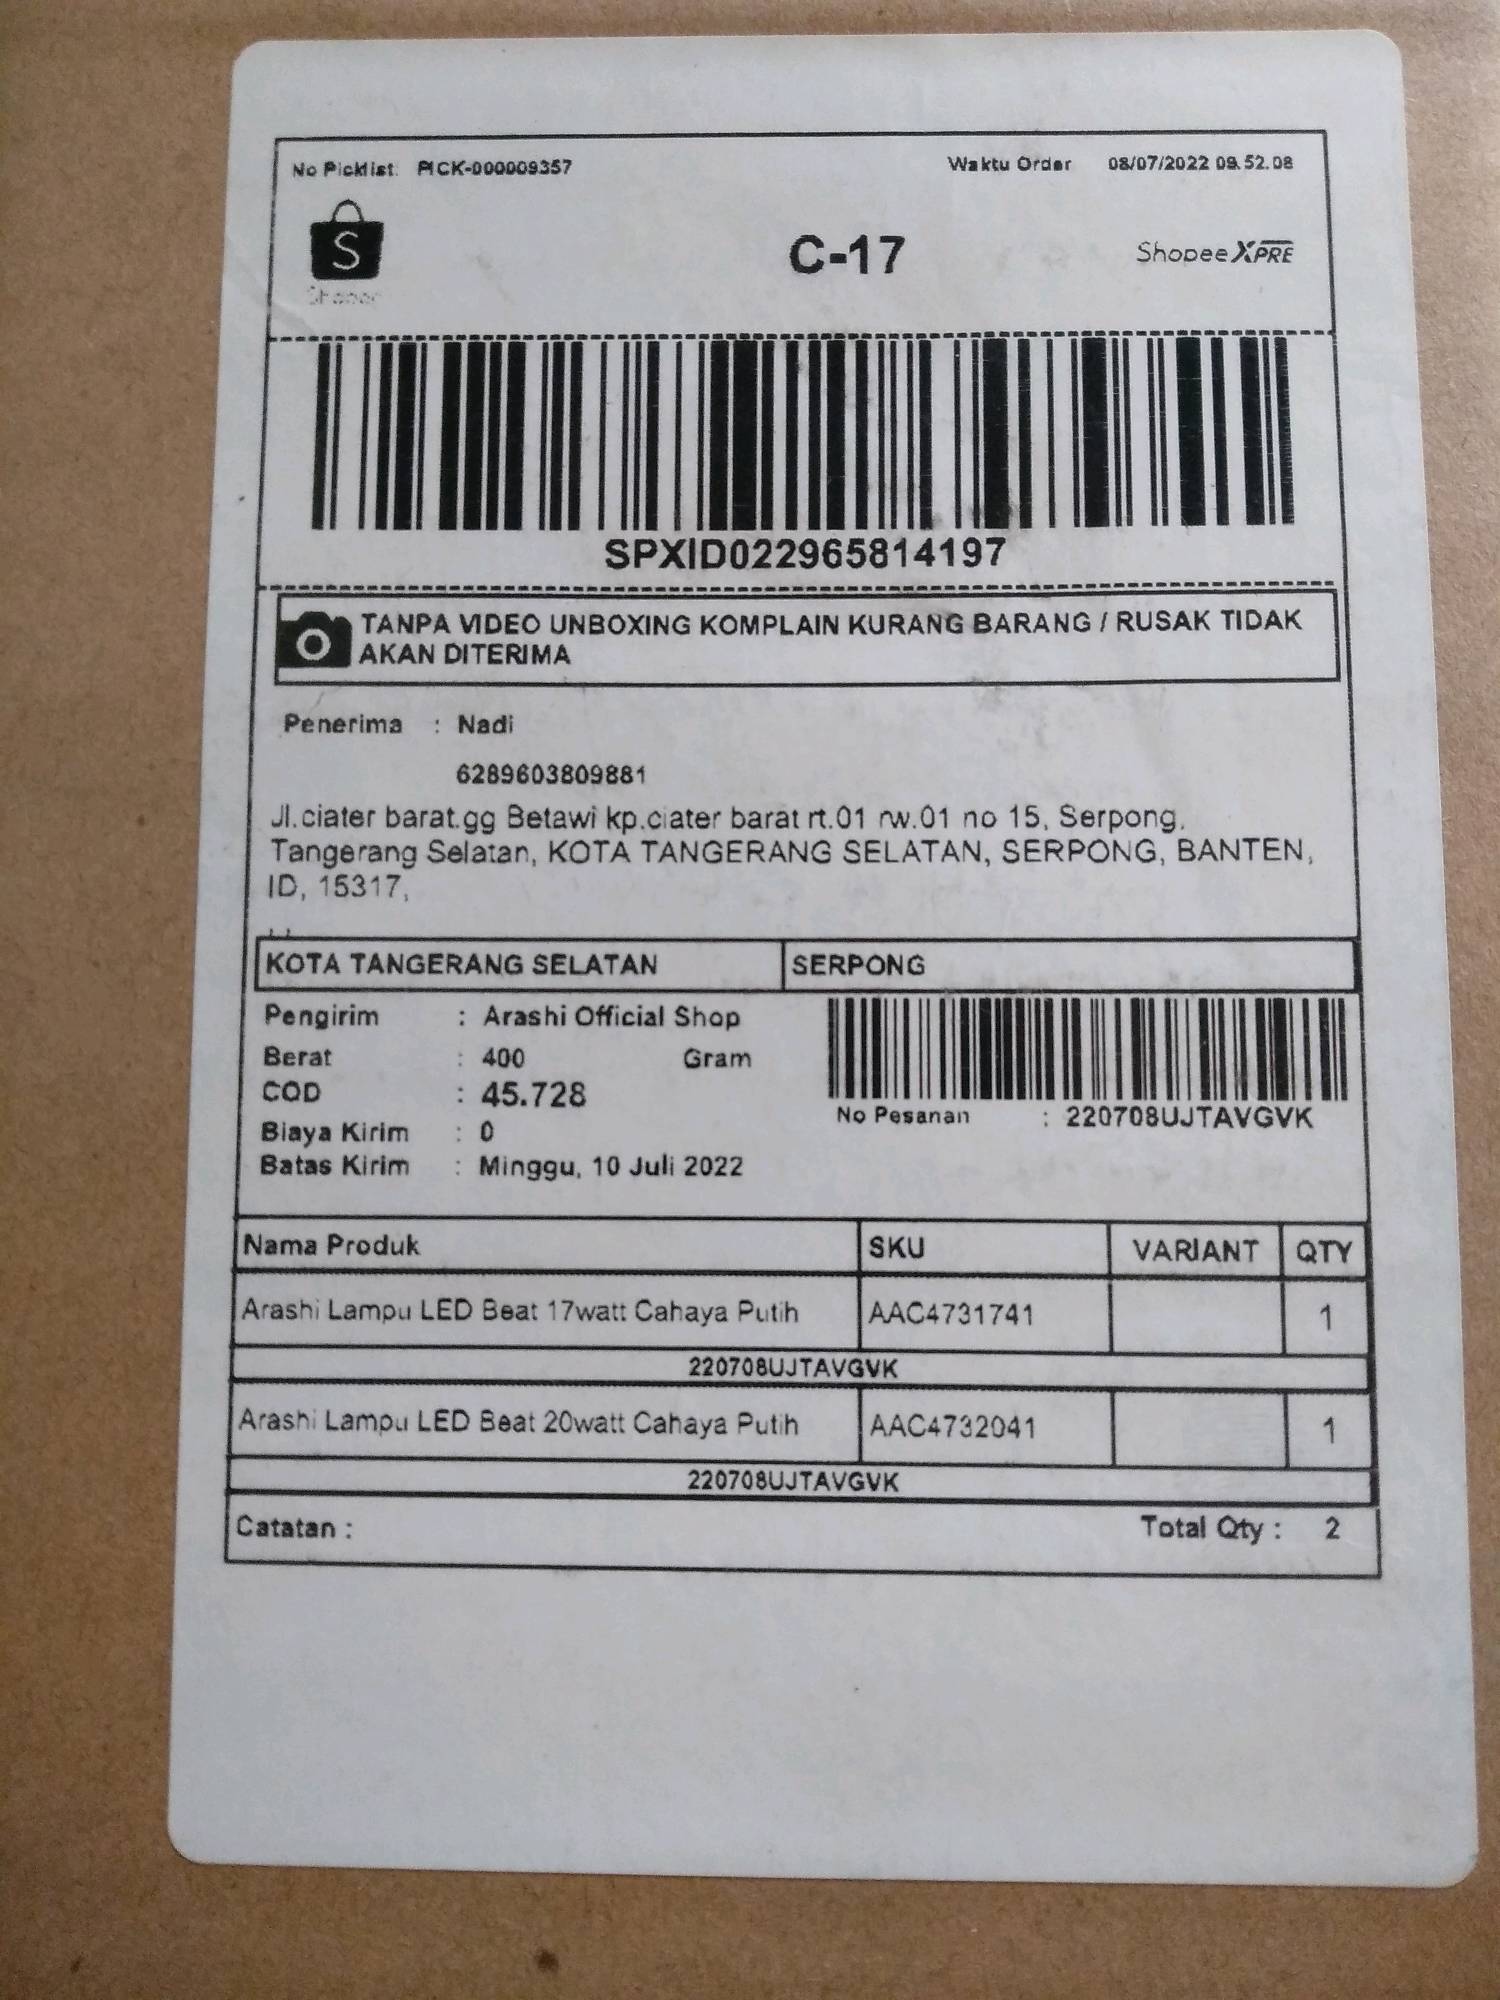 No Picklist: PICK-000009357 Waktu Order 08/07/2022 09.52.08
S C-17 Shopee XPRE
Shopee
SPXID022965814197
TANPA VIDEO UNBOXING KOMPLAIN KURANG BARANG / RUSAK TIDAK
AKAN DITERIMA
Penerima : Nadi
6289603809881
Jl.ciater barat.gg Betawi kp.ciater barat rt.01 rw.01 no 15, Serpong,
Tangerang Selatan, KOTA TANGERANG SELATAN, SERPONG, BANTEN,
ID, 15317,
KOTA TANGERANG SELATAN SERPONG
Pengirim : Arashi Official Shop
Berat : 400 Gram
COD : 45.728
No Pesanan : 220708UJTAVGVK
Biaya Kirim : 0
Batas Kirim : Minggu, 10 Juli 2022
Nama Produk SKU VARIANT QTY
Arashi Lampu LED Beat 17watt Cahaya Putih AAC4731741 1
220708UJTAVGVK
Arashi Lampu LED Beat 20watt Cahaya Putih AAC4732041 1
220708UJTAVGVK
Catatan : Total Qty : 2